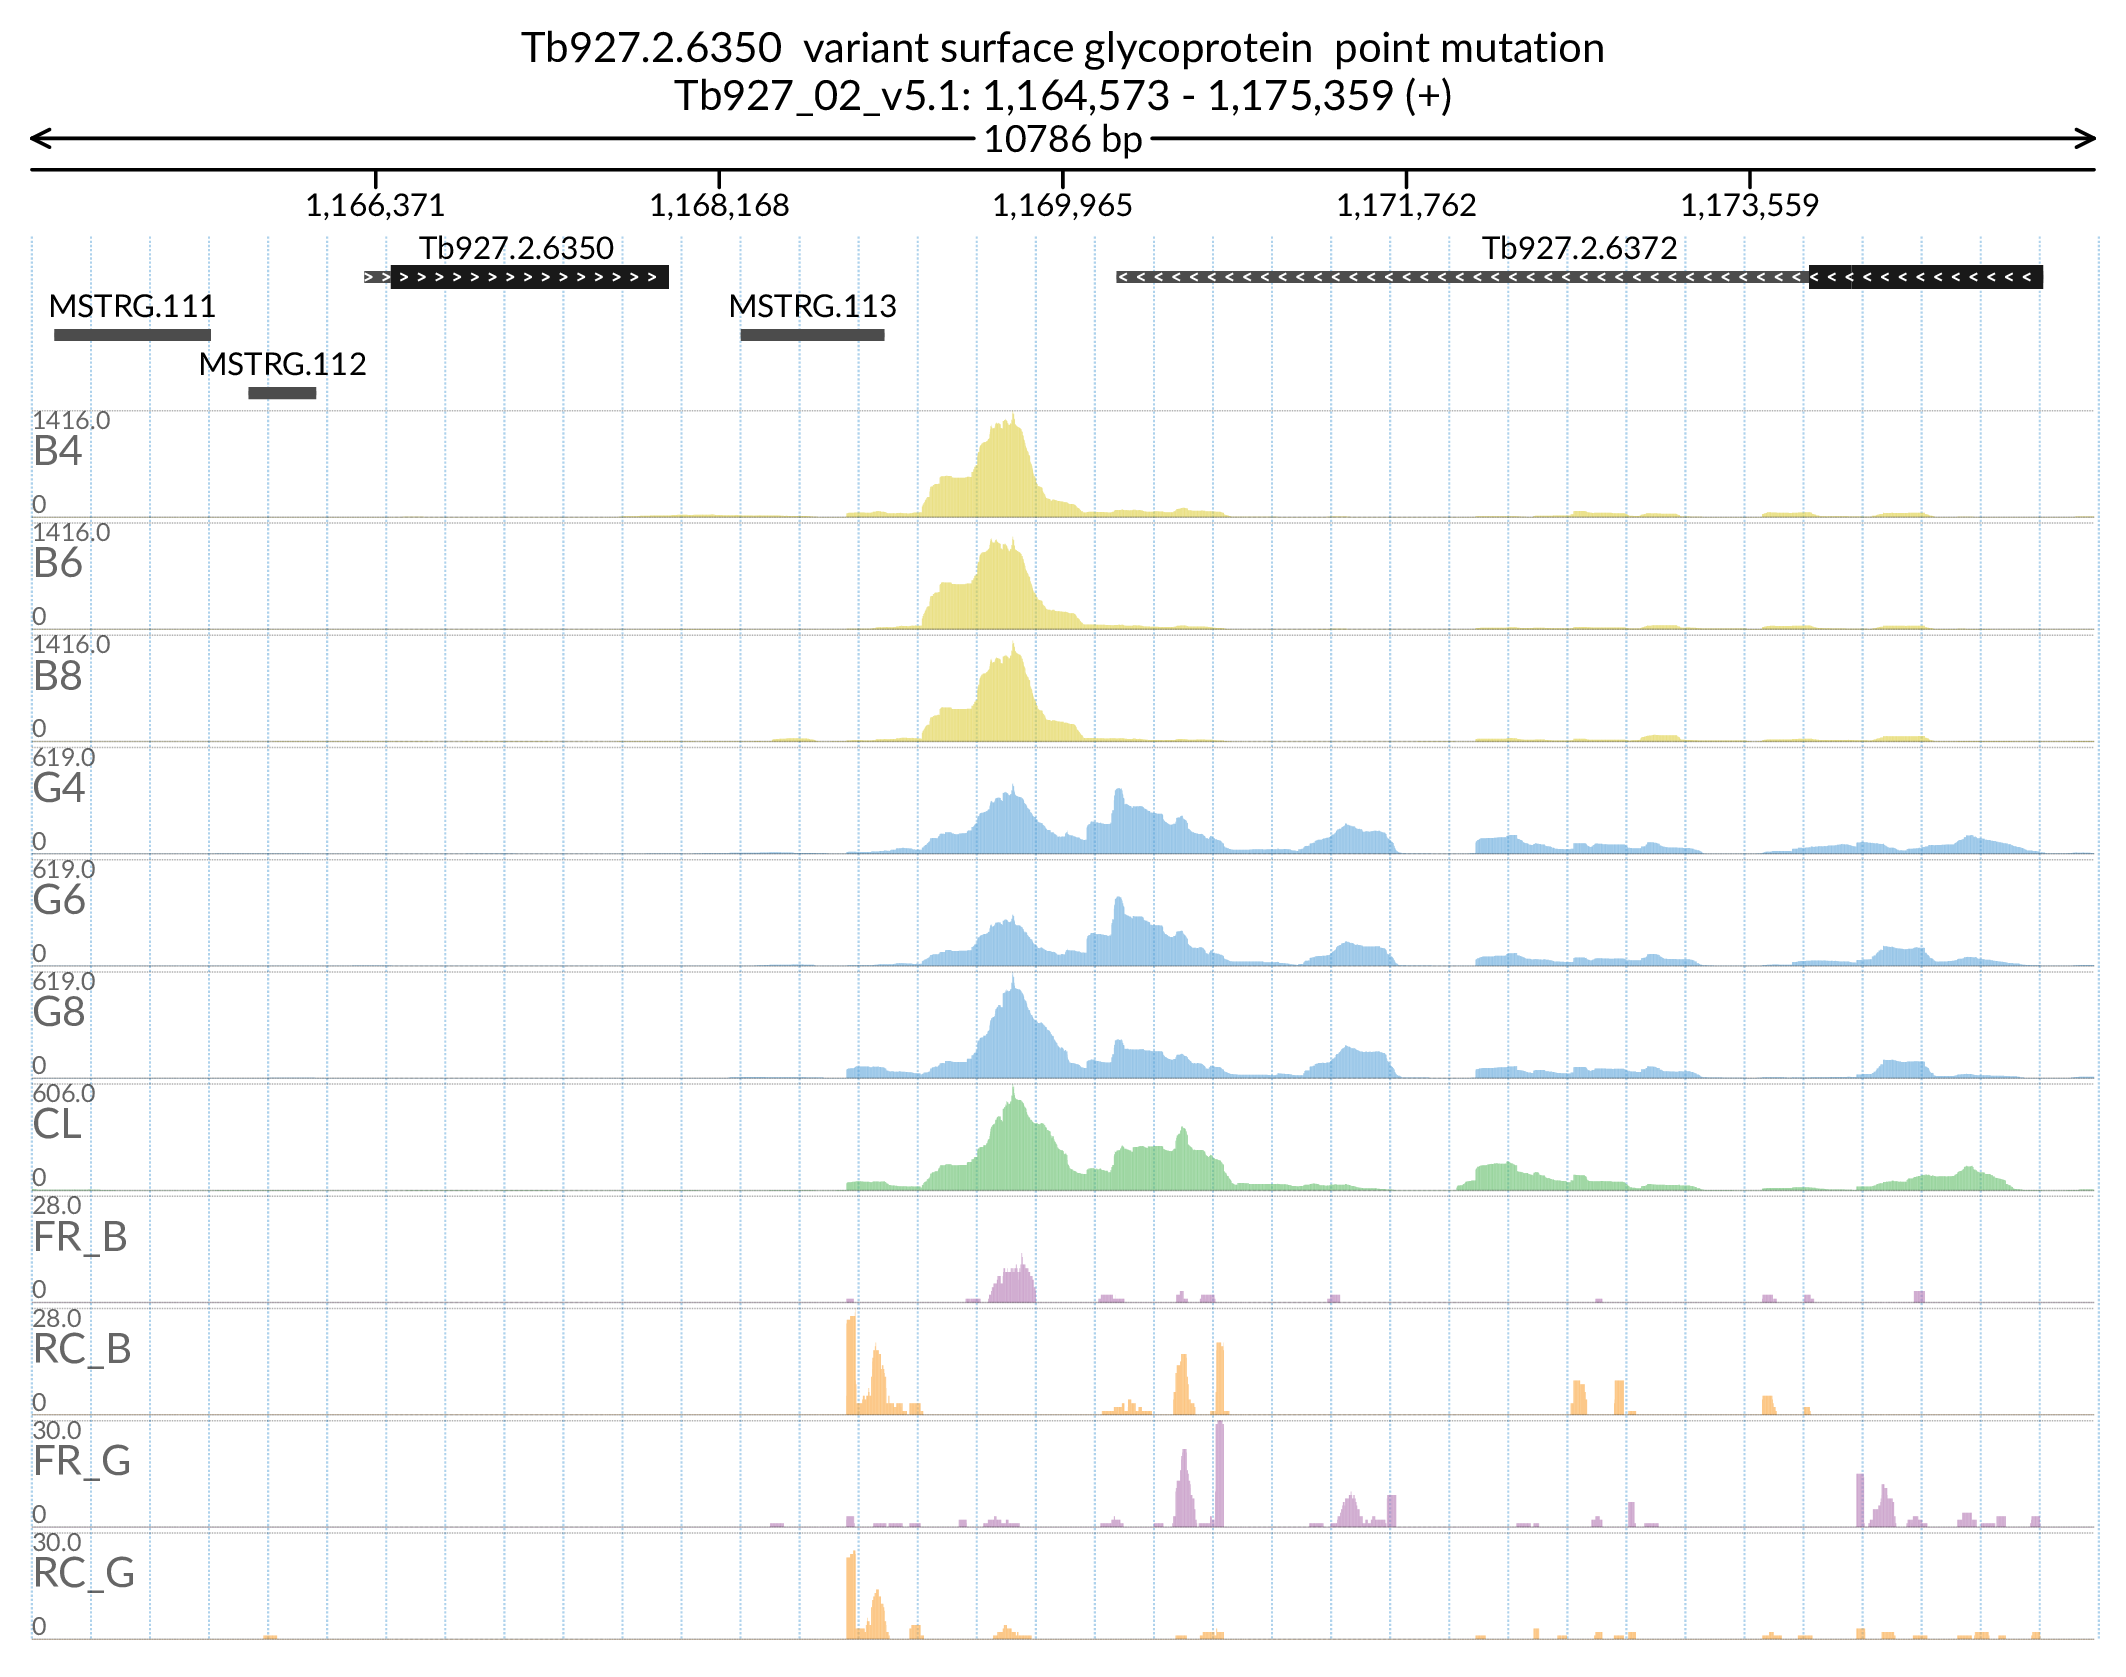 Tb927.2.6350 variant surface glycoprotein point mutation
Tb927_02_v5.1: 1,164,573 - 1,175,359 (+)
10786 bp
1,166,371 1,168,168 1,169,965 1,171,762 1,173,559
Tb927.2.6350 Tb927.2.6372
MSTRG.111 MSTRG.113
MSTRG.112
1416.0
B4
0
1416.0
B6
0
1416.0
B8
0
619.0
G4
0
619.0
G6
0
619.0
G8
0
606.0
CL
0
28.0
FR_B
0
28.0
RC_B
0
30.0
FR_G
0
30.0
RC_G
0